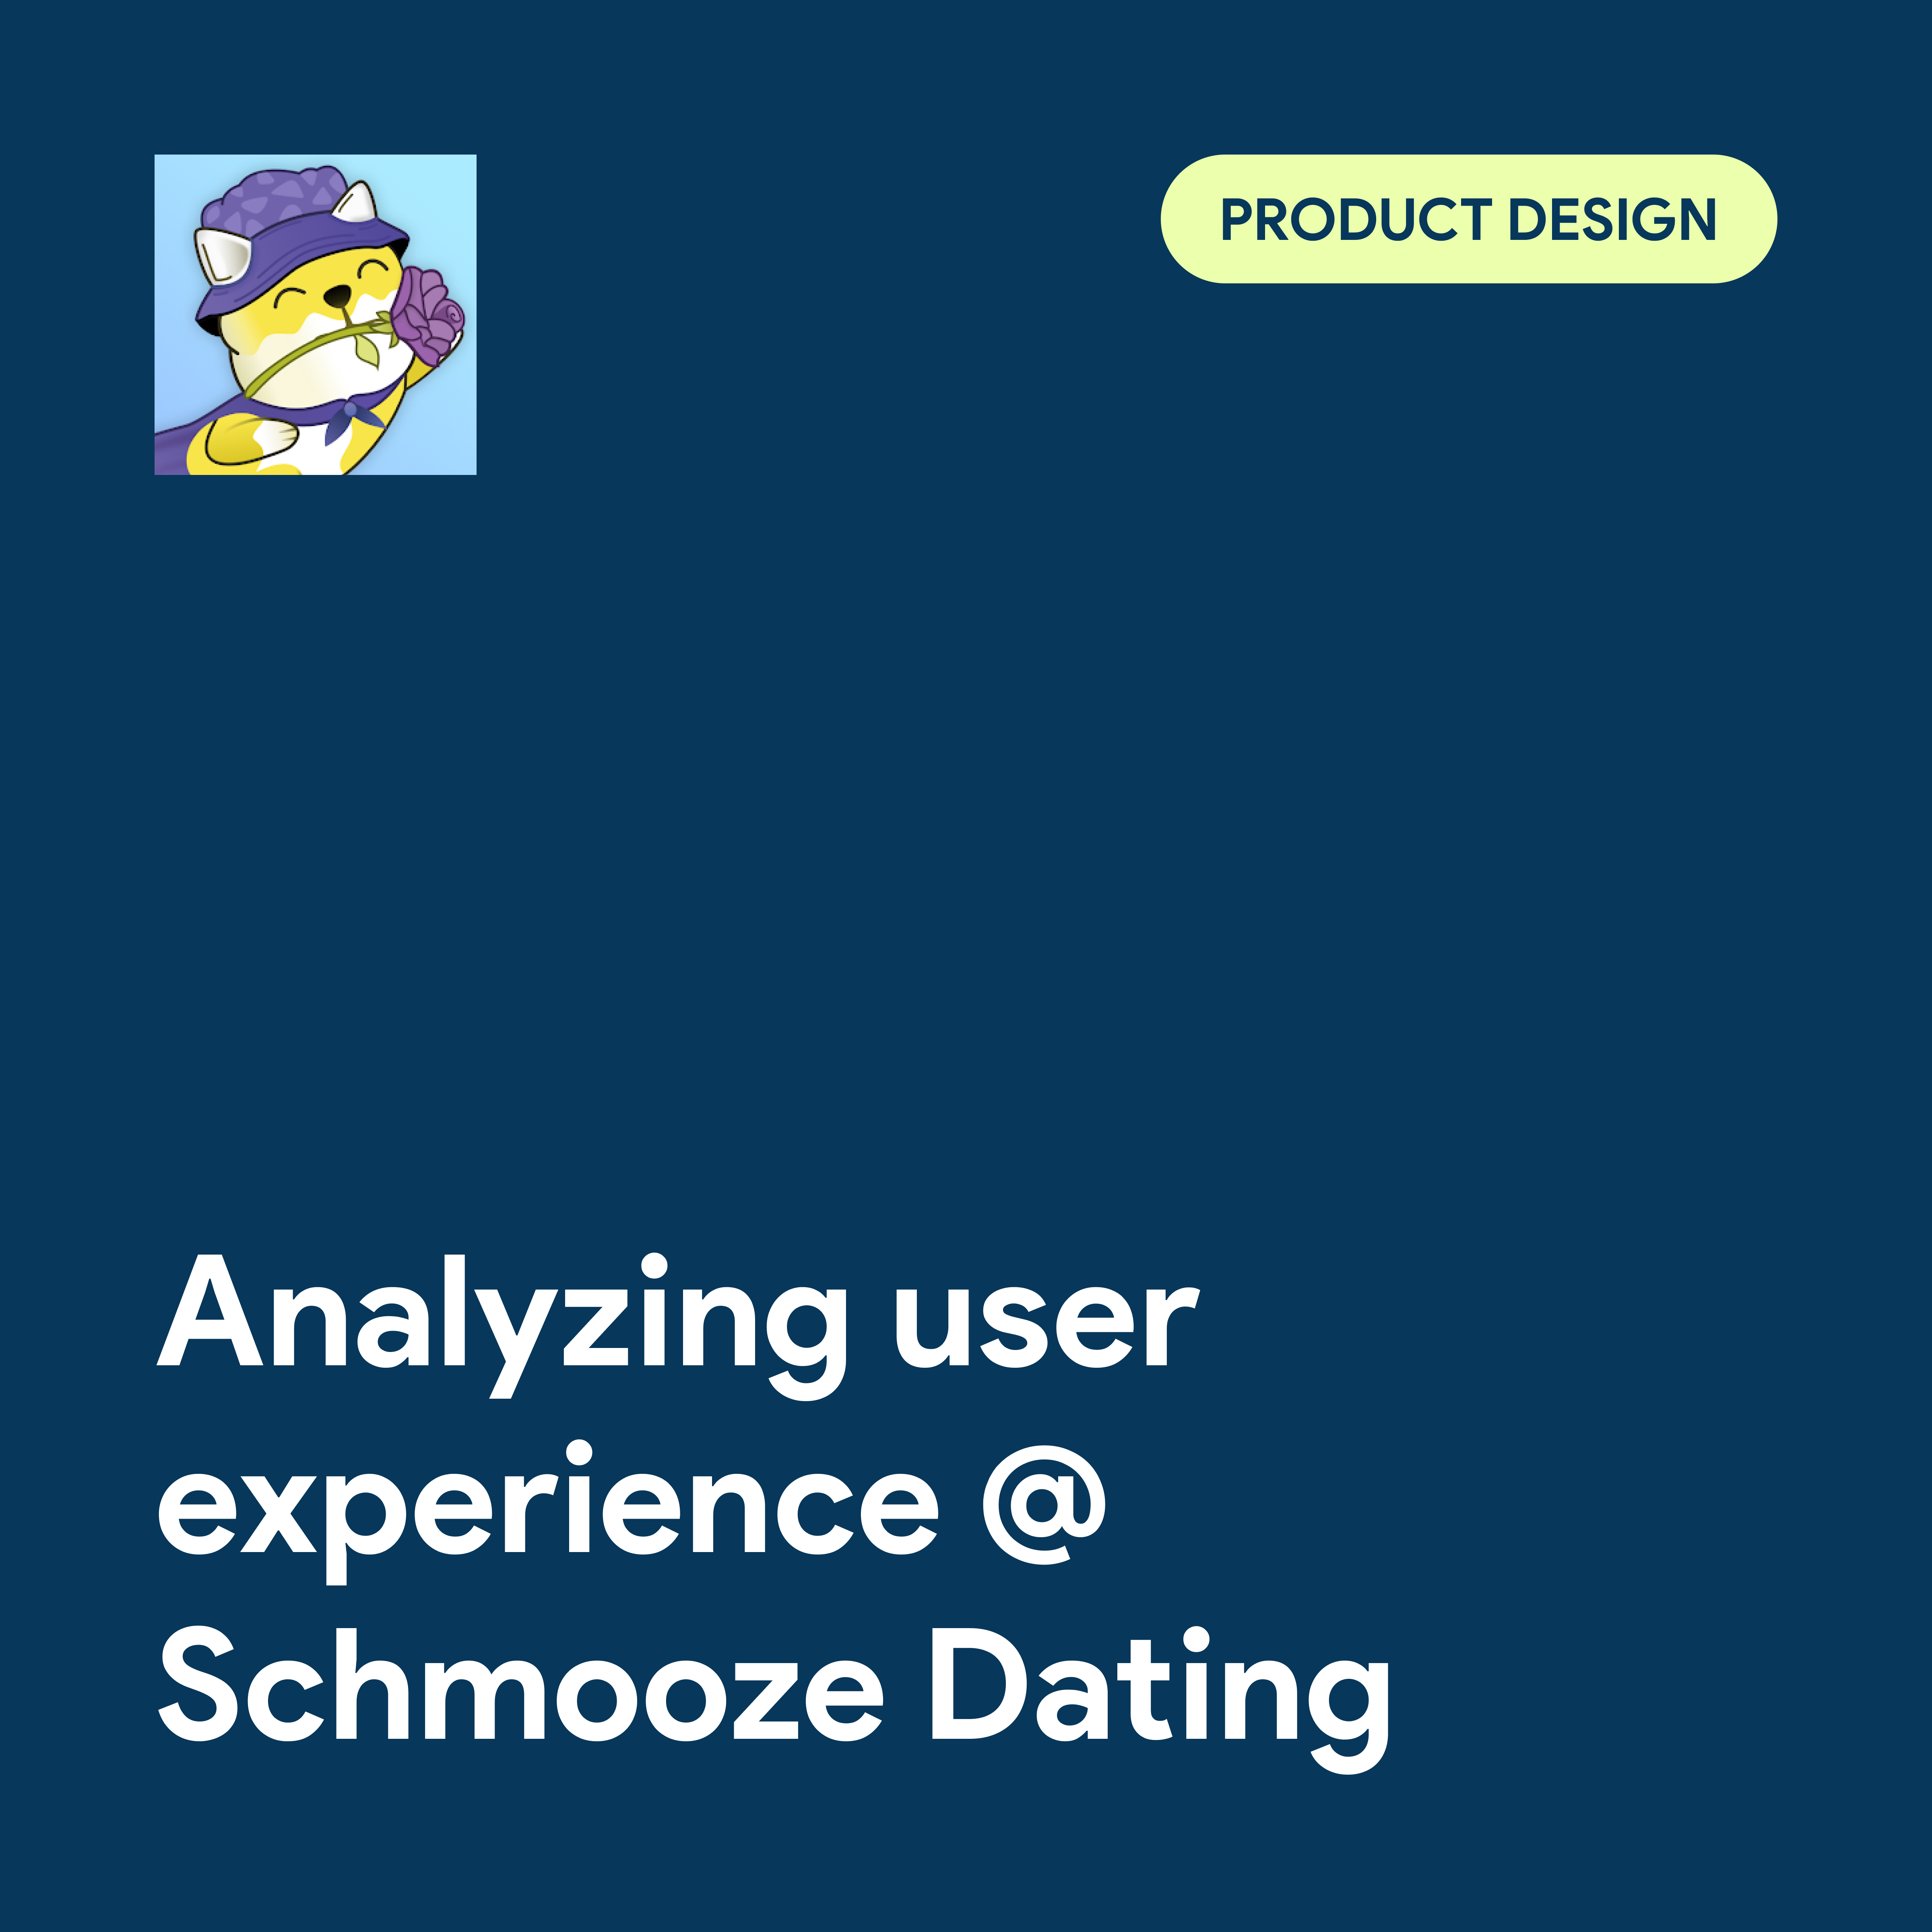 PRODUCT DESIGN
Analyzing user
experience @
Schmooze Dating